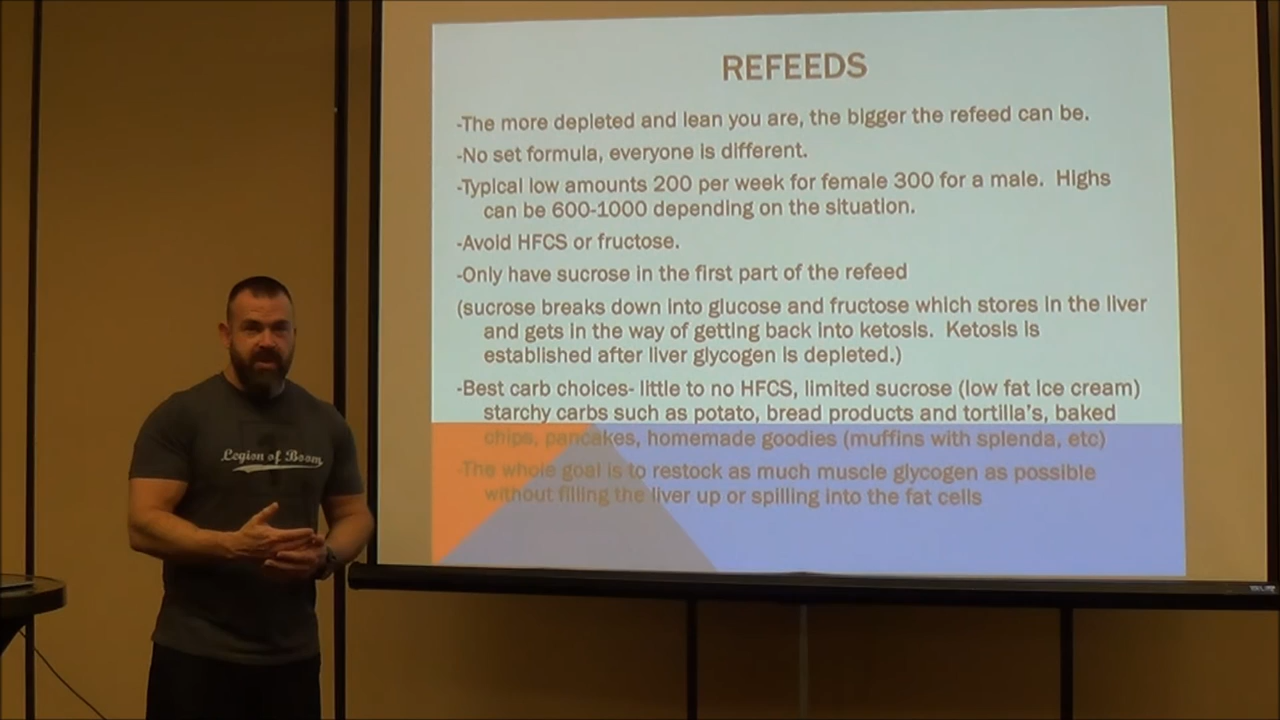 REFEEDS
-The more depleted and lean you are, the bigger the refeed can be.
-No set formula, everyone is different.
-Typical low amounts 200 per week for female 300 for a male. Highs
can be 600-1000 depending on the situation.
-Avoid HFCS or fructose.
-Only have sucrose in the first part of the refeed
(sucrose breaks down into glucose and fructose which stores in the liver
and gets in the way of getting back into ketosis. Ketosis is
established after liver glycogen is depleted.)
-Best carb choices- little to no HFCS, limited sucrose (low fat ice cream)
starchy carbs such as potato, bread products and tortilla's, baked
chips, pancakes, homemade goodies (muffins with splenda, etc)
-The whole goal is to restock as much muscle glycogen as possible
without filling the liver up or spilling into the fat cells
Legion of Boom